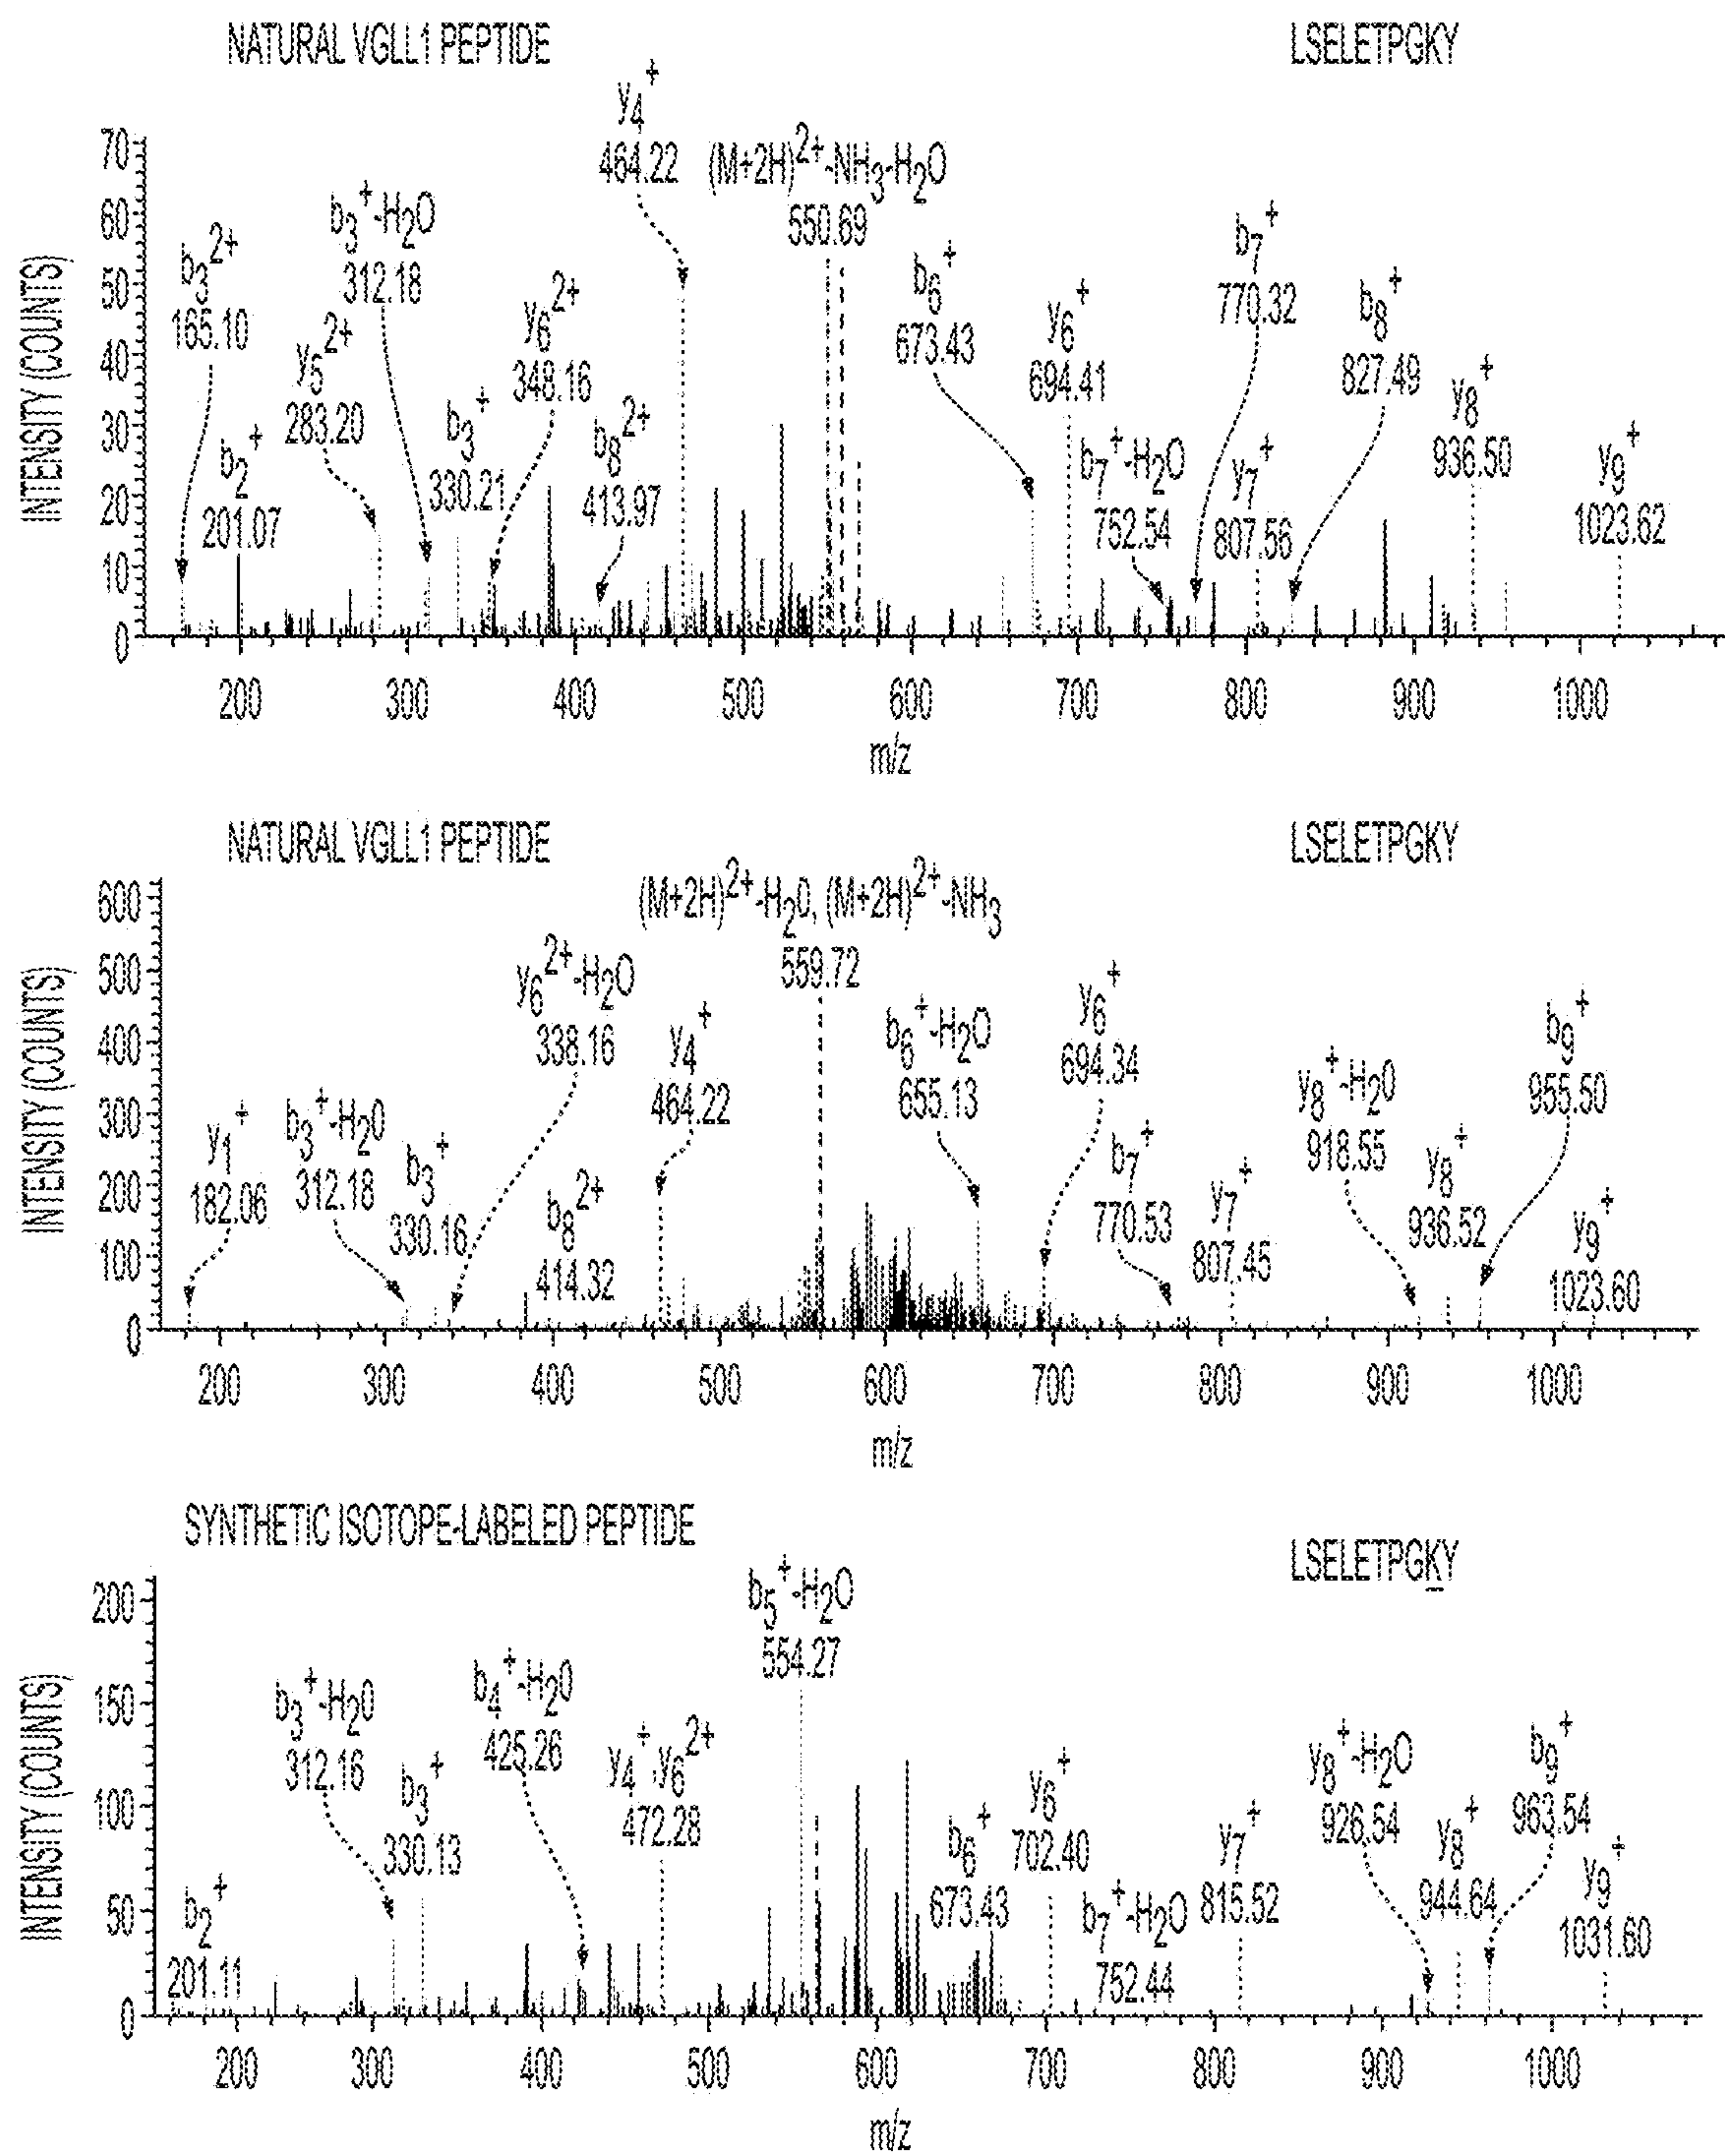 NATURAL VGLL1 PEPTIDE LSELETPGKY
INTENSITY (COUNTS)
70
60
50
40
30
20
10
0
b3 2+
165.10
b2 +
201.07
y5 2+
283.20
b3 +-H2O
312.18
b3 +
330.21
y6 2+
348.16
b8 2+
413.97
y4 +
464.22
(M+2H)2+-NH3-H2O
550.69
b6 +
673.43
y6 +
694.41
b7 +-H2O
752.54
b7 +
770.32
y7 +
807.56
b8 +
827.49
y8 +
936.50
y9 +
1023.62
200 300 400 500 600 700 800 900 1000
m/z
NATURAL VGLL1 PEPTIDE LSELETPGKY
INTENSITY (COUNTS)
600
500
400
300
200
100
0
y1 +
182.06
b3 +-H2O
312.18
b3 +
330.16
y6 2+-H2O
338.16
b8 2+
414.32
y4 +
464.22
(M+2H)2+-H2O, (M+2H)2+-NH3
559.72
b6 +-H2O
655.13
y6 +
694.34
b7 +
770.53
y7 +
807.45
y8 +-H2O
918.55
y8 +
936.52
b9 +
955.50
y9 +
1023.60
200 300 400 500 600 700 800 900 1000
m/z
SYNTHETIC ISOTOPE-LABELED PEPTIDE LSELETPGKY
INTENSITY (COUNTS)
200
150
100
50
0
b2 +
201.11
b3 +-H2O
312.16
b3 +
330.13
b4 +-H2O
425.26
y4 + y6 2+
472.28
b5 +-H2O
554.27
b6 +
673.43
y6 +
702.40
b7 +-H2O
752.44
y7 +
815.52
y8 +-H2O
926.54
y8 +
944.64
b9 +
963.54
y9 +
1031.60
200 300 400 500 600 700 800 900 1000
m/z